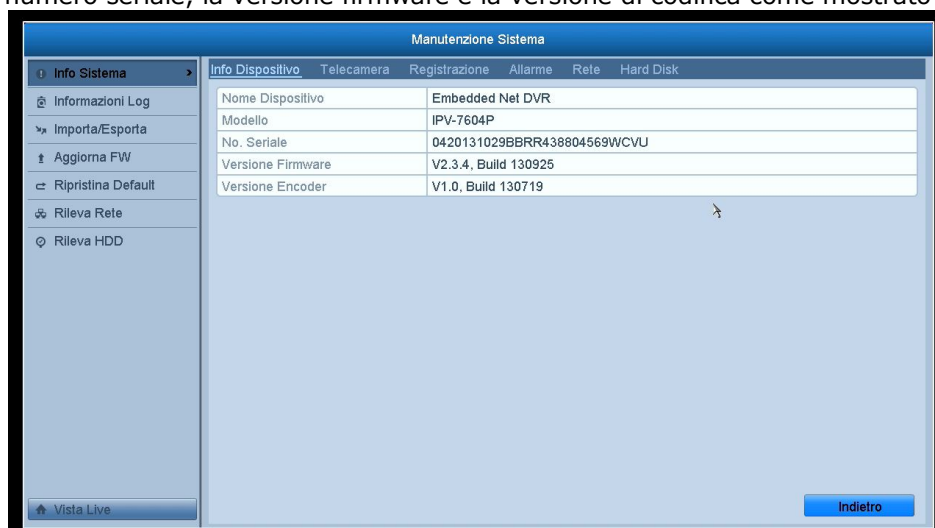 numero seriale, la versione firmware e la versione di codifica come mostrato
Manutenzione Sistema
Info Sistema
Informazioni Log
Importa/Esporta
Aggiorna FW
Ripristina Default
Rileva Rete
Rileva HDD
Vista Live
Info Dispositivo Telecamera Registrazione Allarme Rete Hard Disk
Nome Dispositivo Embedded Net DVR
Modello IPV-7604P
No. Seriale 0420131029BBRR438804569WCVU
Versione Firmware V2.3.4, Build 130925
Versione Encoder V1.0, Build 130719
Indietro